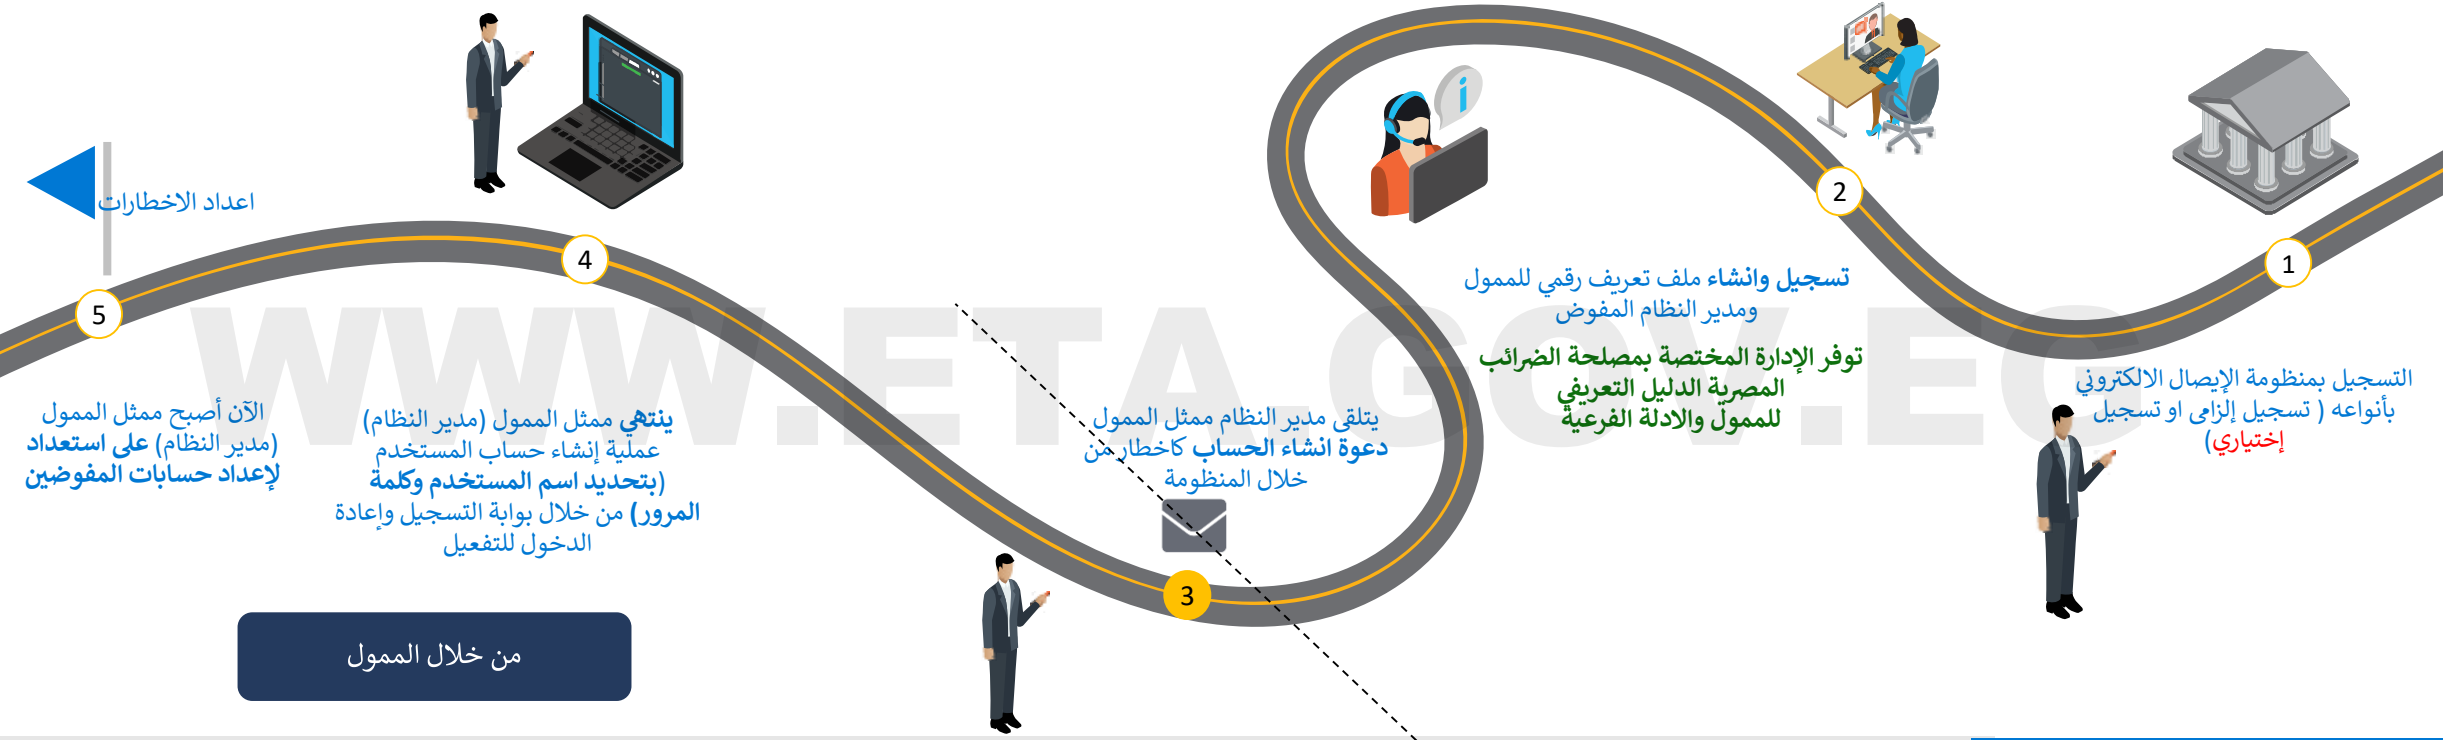 1
التسجيل بمنظومة الإيصال الالكتروني
بأنواعه ( تسجيل إلزامى او تسجيل
إختياري)
2
تسجيل وانشاء ملف تعريف رقمي للممول
ومدير النظام المفوض
توفر الإدارة المختصة بمصلحة الضرائب
المصرية الدليل التعريفي
للممول والادلة الفرعية
3
يتلقى مدير النظام ممثل الممول
دعوة انشاء الحساب كاخطار من
خلال المنظومة
4
ينتهي ممثل الممول (مدير النظام)
عملية إنشاء حساب المستخدم
(بتحديد اسم المستخدم وكلمة
المرور) من خلال بوابة التسجيل وإعادة
الدخول للتفعيل
5
اعداد الاخطارات
الآن أصبح ممثل الممول
(مدير النظام) على استعداد
لإعداد حسابات المفوضين
من خلال الممول
WWW.ETA.GOV.EG